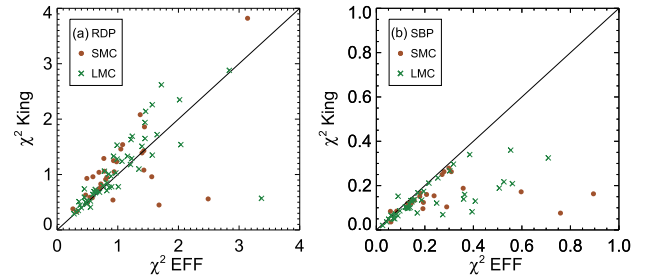 (a) RDP
SMC
LMC
4
3
2
1
0
0 1 2 3 4
χ² King
χ² EFF
(b) SBP
SMC
LMC
1.0
0.8
0.6
0.4
0.2
0.0
0.0 0.2 0.4 0.6 0.8 1.0
χ² King
χ² EFF